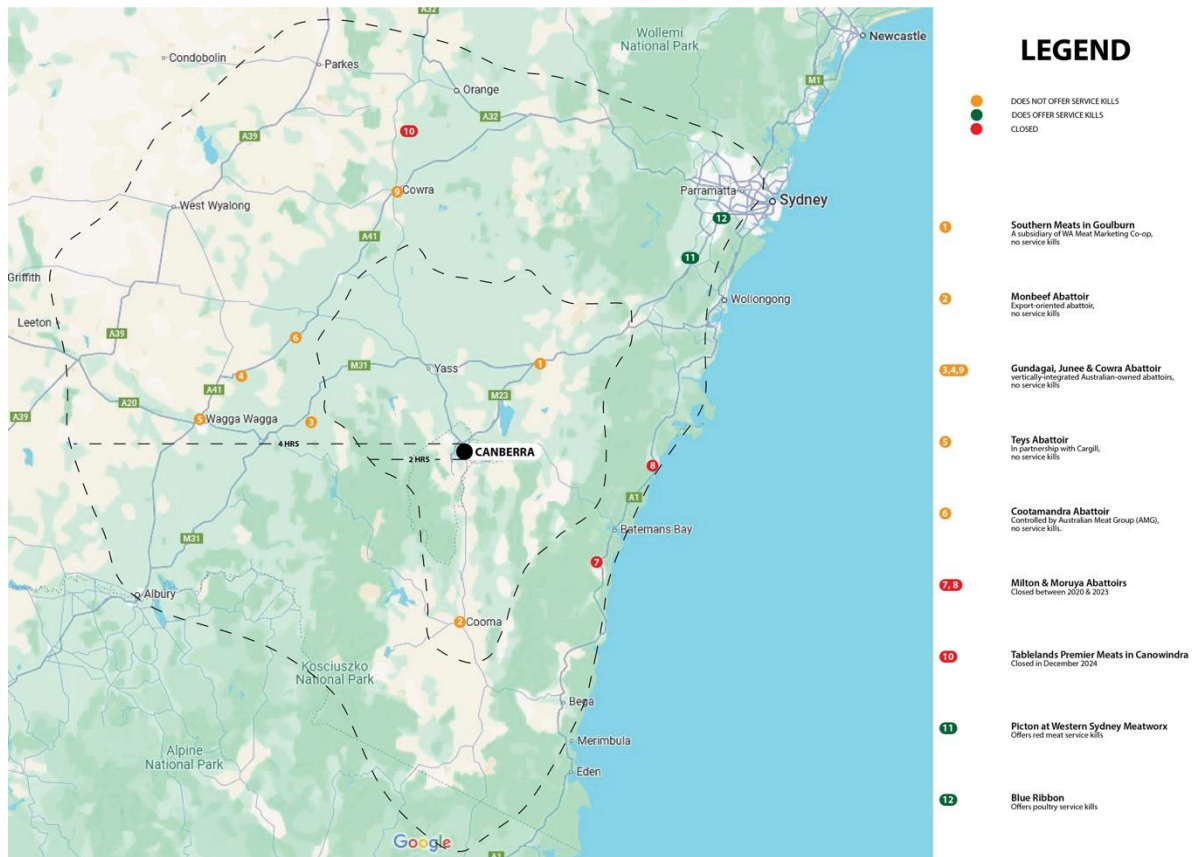 Newcastle
Wollemi
National Park
A32
Condobolin
Parkes
M1
Orange
A39
A32
10
9 Cowra
Parramatta
Sydney
West Wyalong
12
A41
11
Griffith
Wollongong
Leeton
A39
6
4
Yass
M31
1
A41
M23
A20
A39
5 Wagga Wagga
3
4 HRS
CANBERRA
2 HRS
8
A1
Batemans Bay
M31
7
Albury
2 Cooma
Kosciuszko
National Park
Bega
Merimbula
Alpine
National Park
Eden
Google
A1
LEGEND
DOES NOT OFFER SERVICE KILLS
DOES OFFER SERVICE KILLS
CLOSED
1 Southern Meats in Goulburn
A subsidiary of WA Meat Marketing Co-op,
no service kills
2 Monbeef Abattoir
Export-oriented abattoir,
no service kills
3,4,9 Gundagai, Junee & Cowra Abattoir
vertically-integrated Australian-owned abattoirs,
no service kills
5 Teys Abattoir
In partnership with Cargill,
no service kills
6 Cootamandra Abattoir
Controlled by Australian Meat Group (AMG),
no service kills.
7, 8 Milton & Moruya Abattoirs
Closed between 2020 & 2023
10 Tablelands Premier Meats in Canowindra
Closed in December 2024
11 Picton at Western Sydney Meatworx
Offers red meat service kills
12 Blue Ribbon
Offers poultry service kills